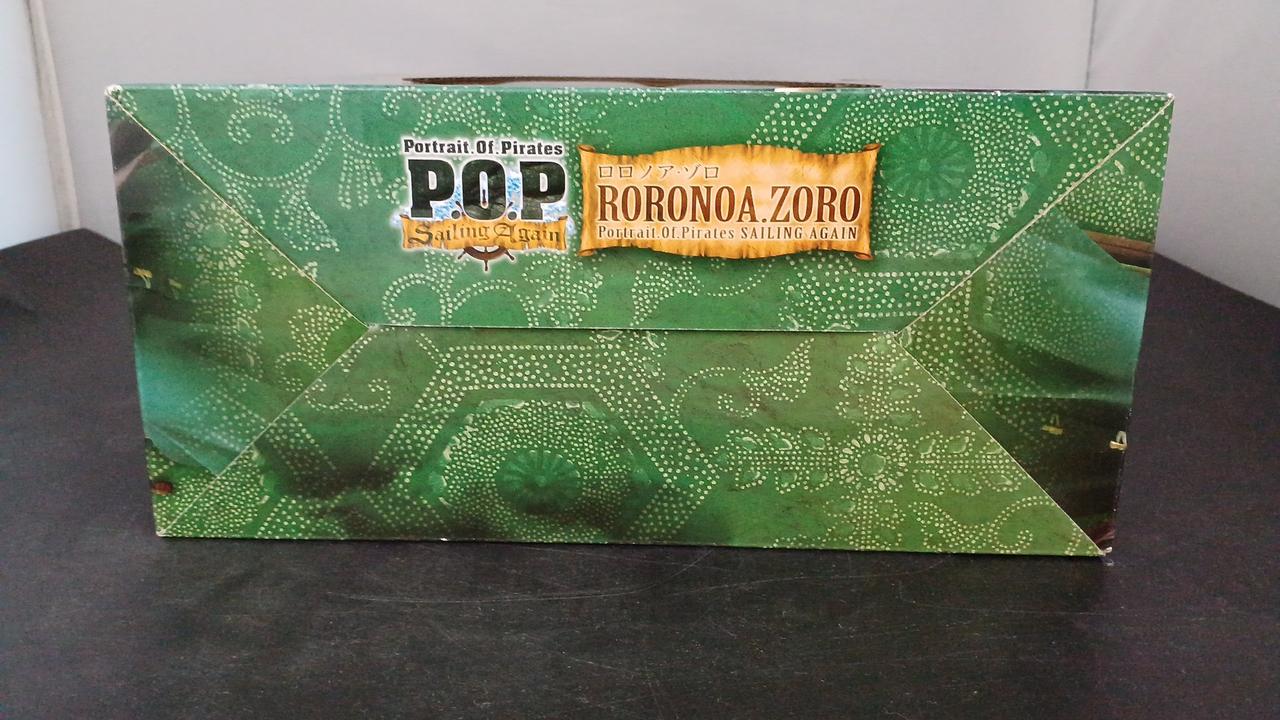 Portrait.Of.Pirates
P.O.P
Sailing Again
ロロノア・ゾロ
RORONOA.ZORO
Portrait.Of.Pirates SAILING AGAIN